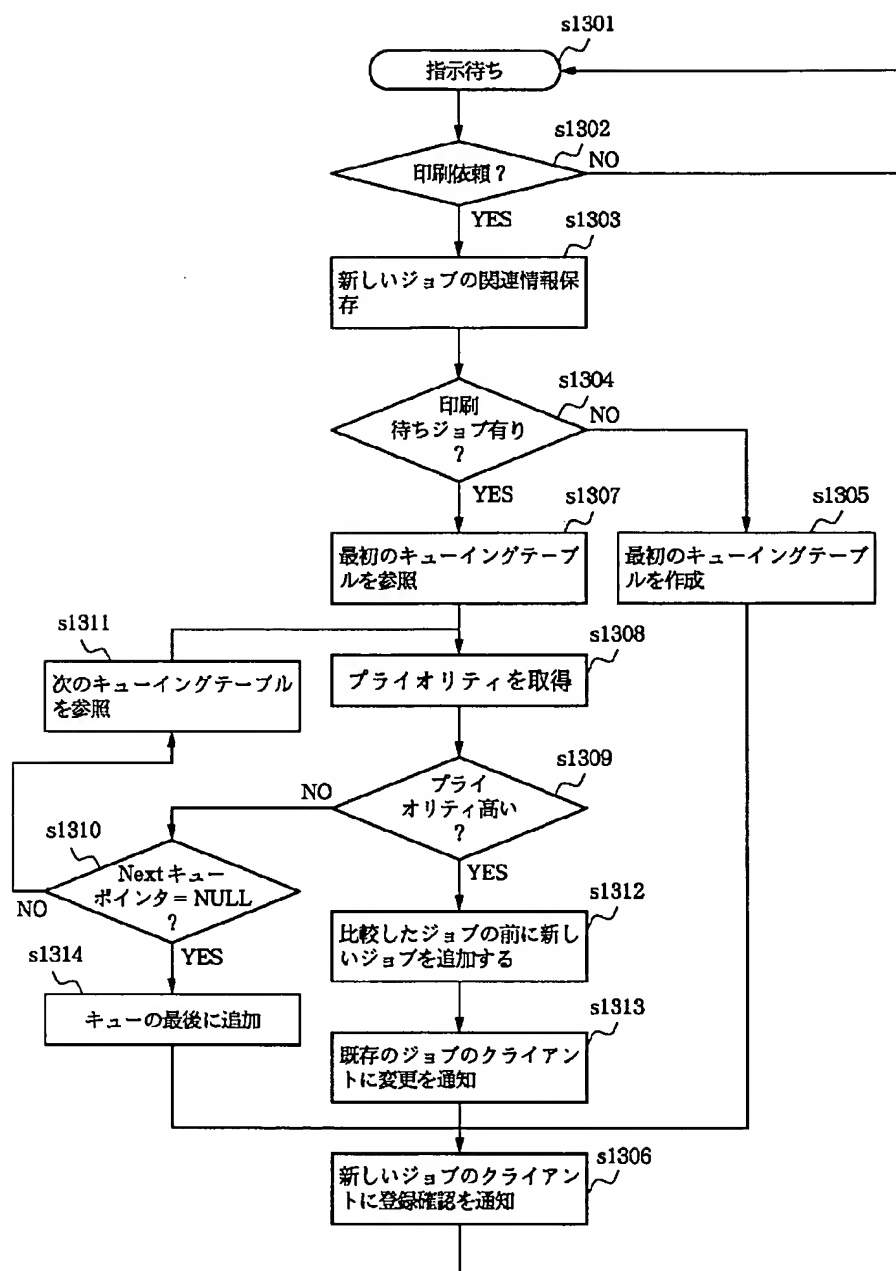 s1301
指示待ち
s1302
印刷依頼?
NO
YES
s1303
新しいジョブの関連情報保
存
s1304
印刷
待ちジョブ有り
?
NO
YES
s1307
最初のキューイングテーブ
ルを参照
s1305
最初のキューイングテーブ
ルを作成
s1311
次のキューイングテーブル
を参照
s1308
プライオリティを取得
s1309
プライ
オリティ高い
?
NO
YES
s1310
Nextキュー
ポインタ=NULL
?
NO
YES
s1312
比較したジョブの前に新し
いジョブを追加する
s1314
キューの最後に追加
s1313
既存のジョブのクライアン
トに変更を通知
s1306
新しいジョブのクライアン
トに登録確認を通知